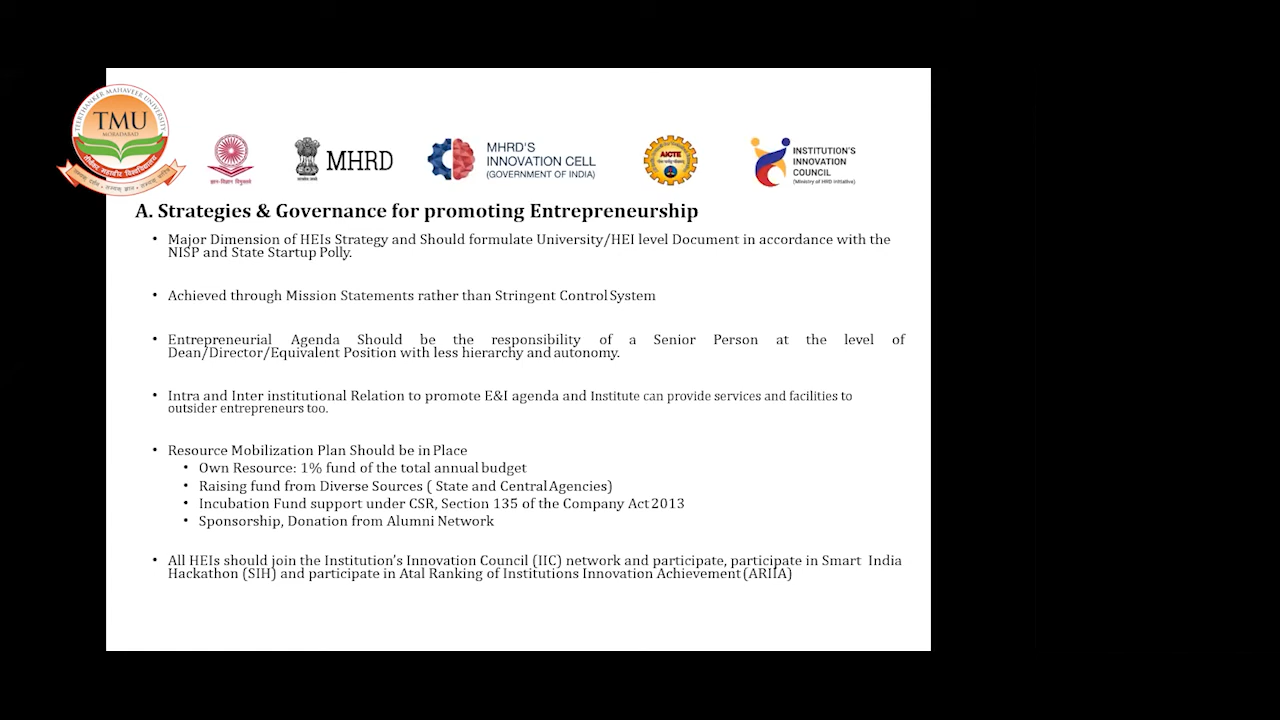 TEERTHANKER MAHAVEER UNIVERSITY
TMU
MORADABAD
तीर्थंकर महावीर विश्वविद्यालय
ज्ञान-विज्ञान विमुक्तये
MHRD
MHRD'S
INNOVATION CELL
(GOVERNMENT OF INDIA)
AICTE
INSTITUTION'S
INNOVATION
COUNCIL
(Ministry of HRD Initiative)
A. Strategies & Governance for promoting Entrepreneurship
• Major Dimension of HEIs Strategy and Should formulate University/HEI level Document in accordance with the
NISP and State Startup Polly.
• Achieved through Mission Statements rather than Stringent Control System
• Entrepreneurial Agenda Should be the responsibility of a Senior Person at the level of
Dean/Director/Equivalent Position with less hierarchy and autonomy.
• Intra and Inter institutional Relation to promote E&I agenda and Institute can provide services and facilities to
outsider entrepreneurs too.
• Resource Mobilization Plan Should be in Place
• Own Resource: 1% fund of the total annual budget
• Raising fund from Diverse Sources ( State and Central Agencies)
• Incubation Fund support under CSR, Section 135 of the Company Act 2013
• Sponsorship, Donation from Alumni Network
• All HEIs should join the Institution's Innovation Council (IIC) network and participate, participate in Smart India
Hackathon (SIH) and participate in Atal Ranking of Institutions Innovation Achievement (ARIIA)